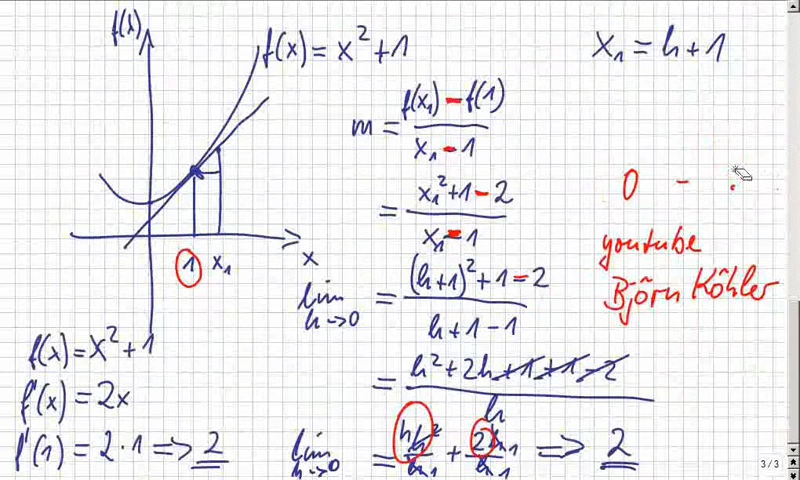 f(x)
f(x) = x² + 1
x₁ = h + 1
m = (f(x₁) - f(1)) / (x₁ - 1)
= (x₁² + 1 - 2) / (x₁ - 1)
0 -
youtube
Björn Köhler
1 x₁ x
lim h→0 = ((h+1)² + 1 - 2) / (h + 1 - 1)
f(x) = x² + 1
= (h² + 2h + 1 + 1 - 2) / h
f'(x) = 2x
f'(1) = 2 · 1 => 2
lim h→0 = h² / h + 2h / h => 2
3/3